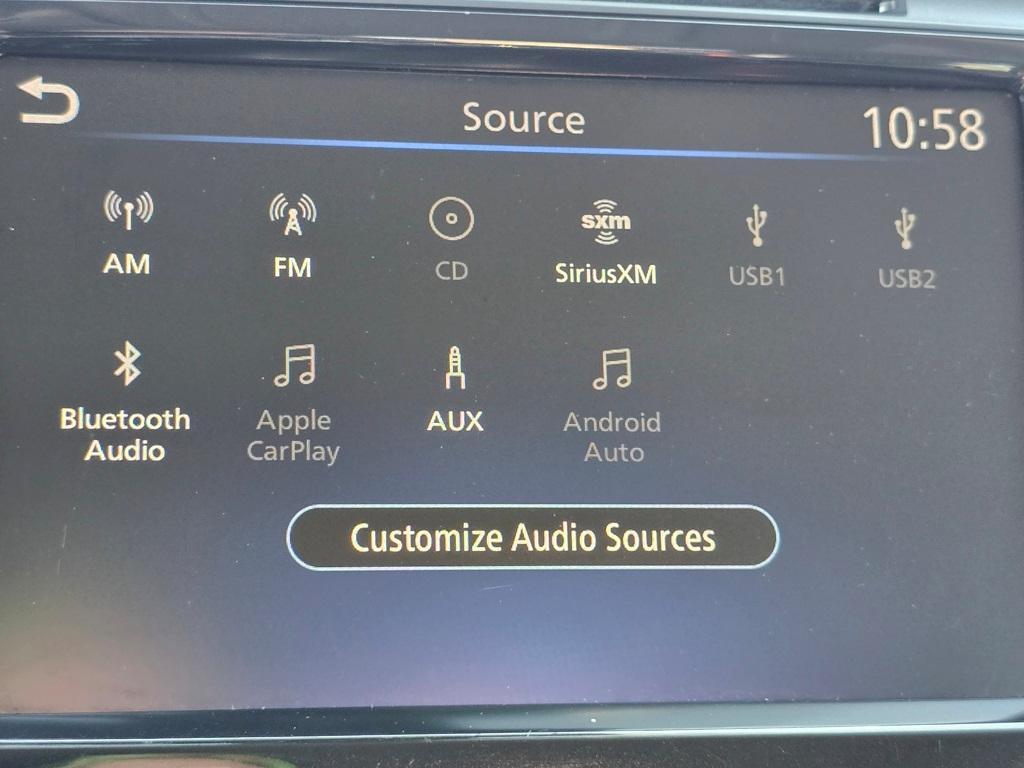 Source
10:58
sxm
AM
FM
CD
SiriusXM
USB1
USB2
Bluetooth
Audio
Apple
CarPlay
AUX
Android
Auto
Customize Audio Sources